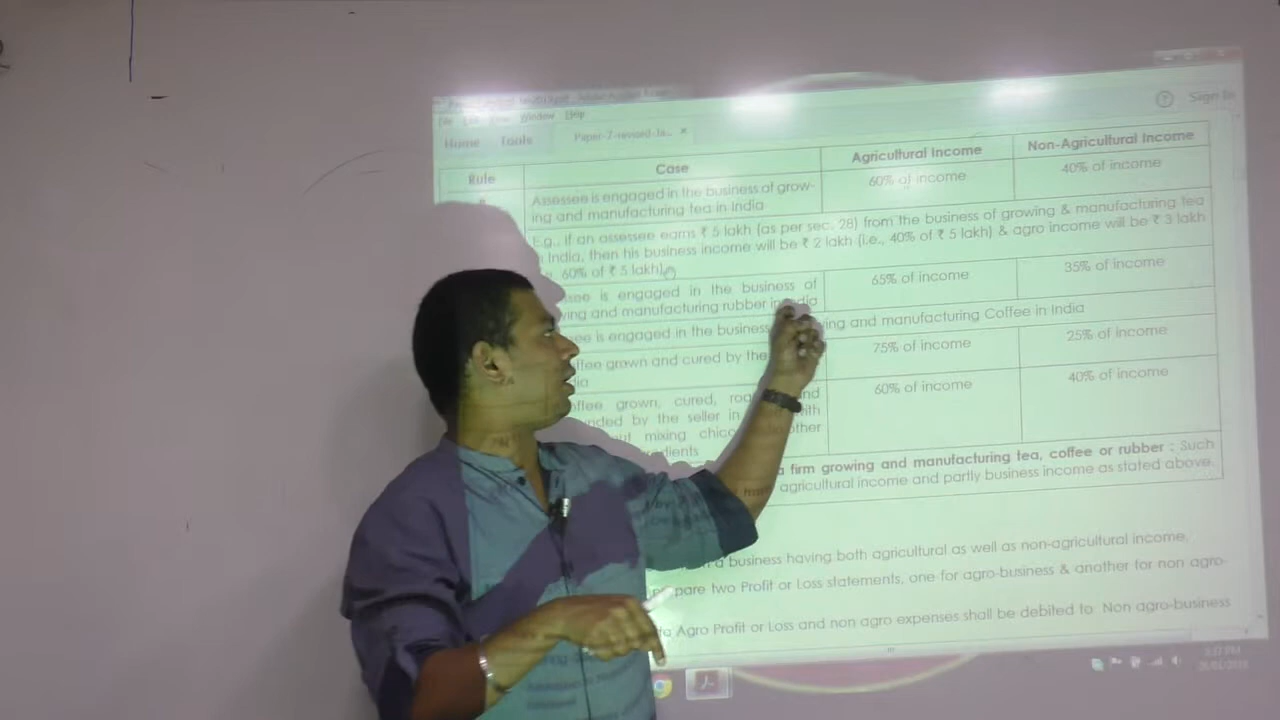 Window Help
Sign In
Home Tools Paper-7-revised-
Rule Case Agricultural Income Non-Agricultural Income
Assessee is engaged in the business of grow- 60% of income 40% of income
ing and manufacturing tea in India
E.g., If an assessee earns ₹ 5 lakh (as per sec. 28) from the business of growing & manufacturing tea
India, then his business income will be ₹ 2 lakh (i.e., 40% of ₹ 5 lakh) & agro income will be ₹ 3 lakh
60% of ₹ 5 lakh)
is engaged in the business of 65% of income 35% of income
and manufacturing rubber in
is engaged in the business and manufacturing Coffee in India
grown and cured by the 75% of income 25% of income
grown, cured, 60% of income 40% of income
by the seller in
mixing
a firm growing and manufacturing tea, coffee or rubber : Such
agricultural income and partly business income as stated above.
a business having both agricultural as well as non-agricultural income,
two Profit or Loss statements, one for agro-business & another for non agro-
Agro Profit or Loss and non agro expenses shall be debited to Non agro-business